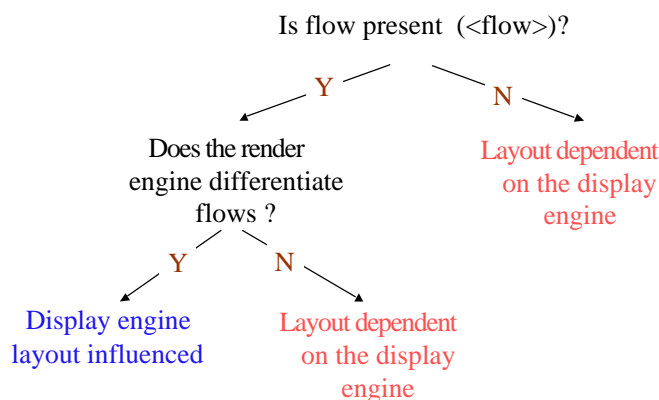 Is flow present (<flow>)?
Y
N
Does the render
engine differentiate
flows ?
Layout dependent
on the display
engine
Y
N
Display engine
layout influenced
Layout dependent
on the display
engine